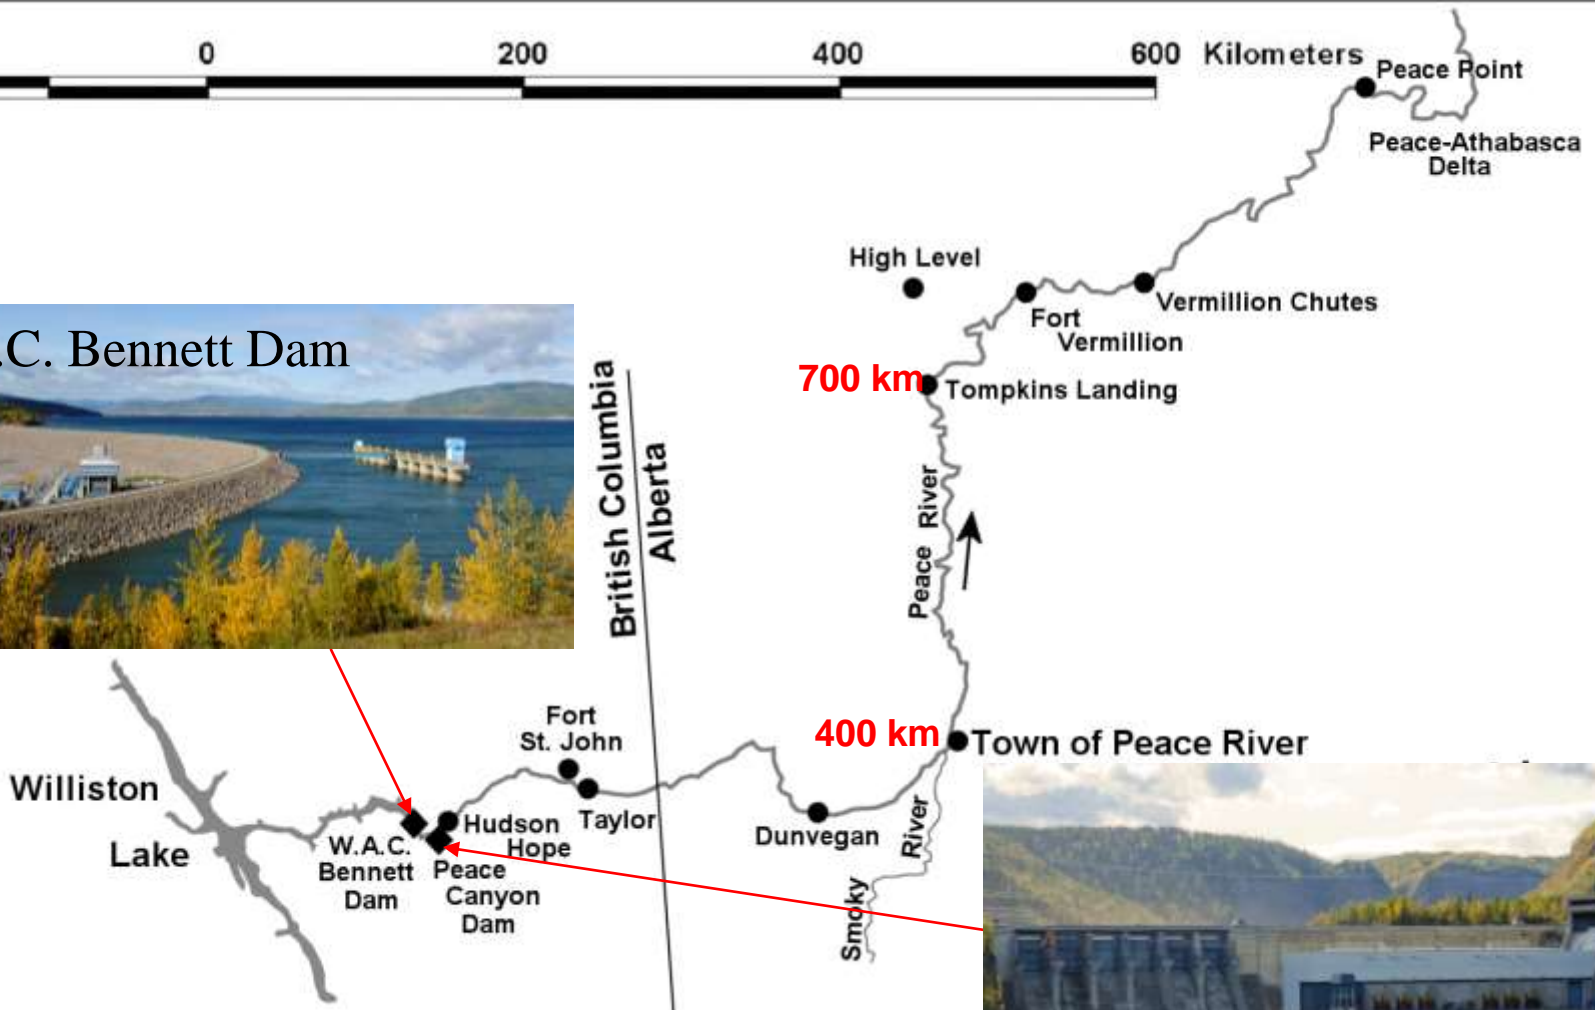 0 200 400 600 Kilometers
Peace Point
Peace-Athabasca
Delta
High Level
Fort
Vermillion
Vermillion Chutes
.C. Bennett Dam
700 km
Tompkins Landing
British Columbia
Alberta
Peace River
Fort
St. John
400 km
Town of Peace River
Williston
Lake
Hudson
Hope
Taylor
Dunvegan
W.A.C.
Bennett
Dam
Peace
Canyon
Dam
Smoky River